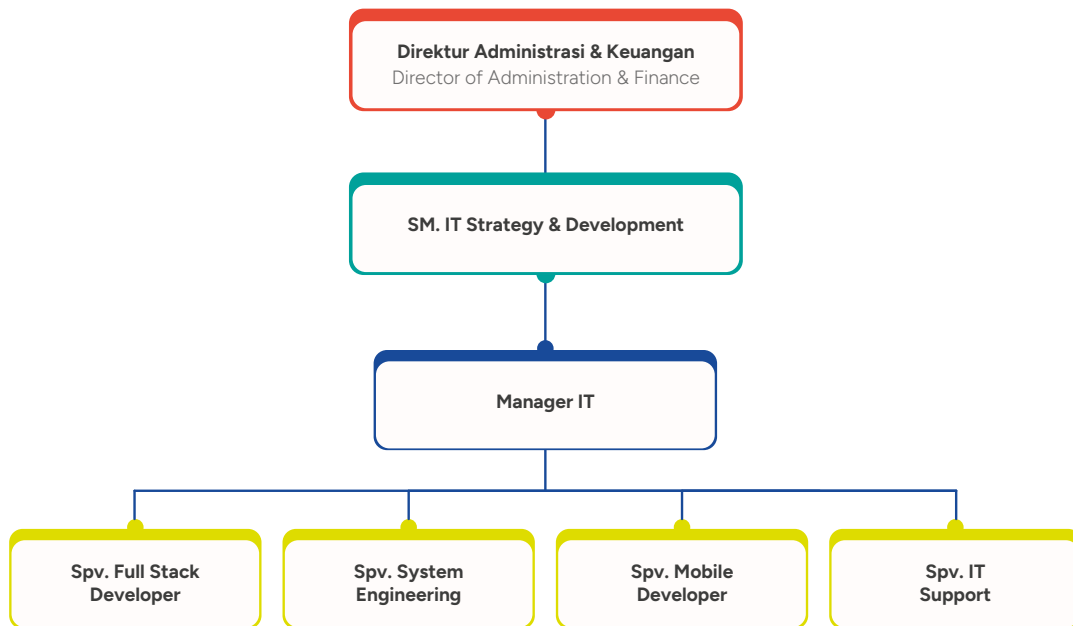 Direktur Administrasi & Keuangan
Director of Administration & Finance
SM. IT Strategy & Development
Manager IT
Spv. Full Stack
Developer
Spv. System
Engineering
Spv. Mobile
Developer
Spv. IT
Support